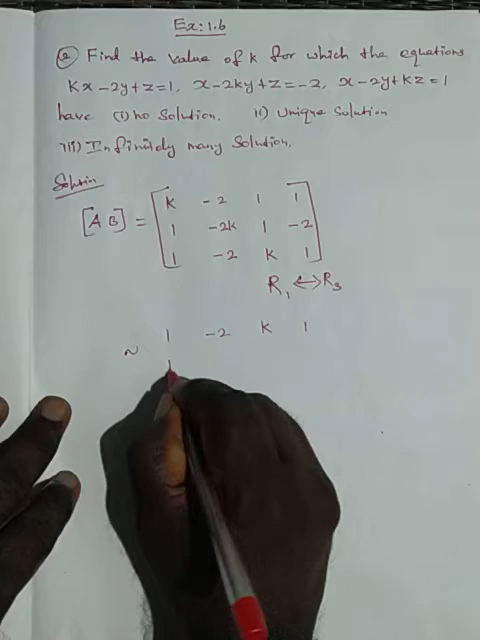 Ex: 1.6
② Find the value of k for which the equations
kx - 2y + z = 1, x - 2ky + z = -2, x - 2y + kz = 1
have (i) no solution. ii) Unique solution
iii) Infinitely many solution.
Solution
[A B] = [ k -2 1 1
1 -2k 1 -2
1 -2 k 1 ]
R₁ ↔ R₃
~ 1 -2 k 1
1